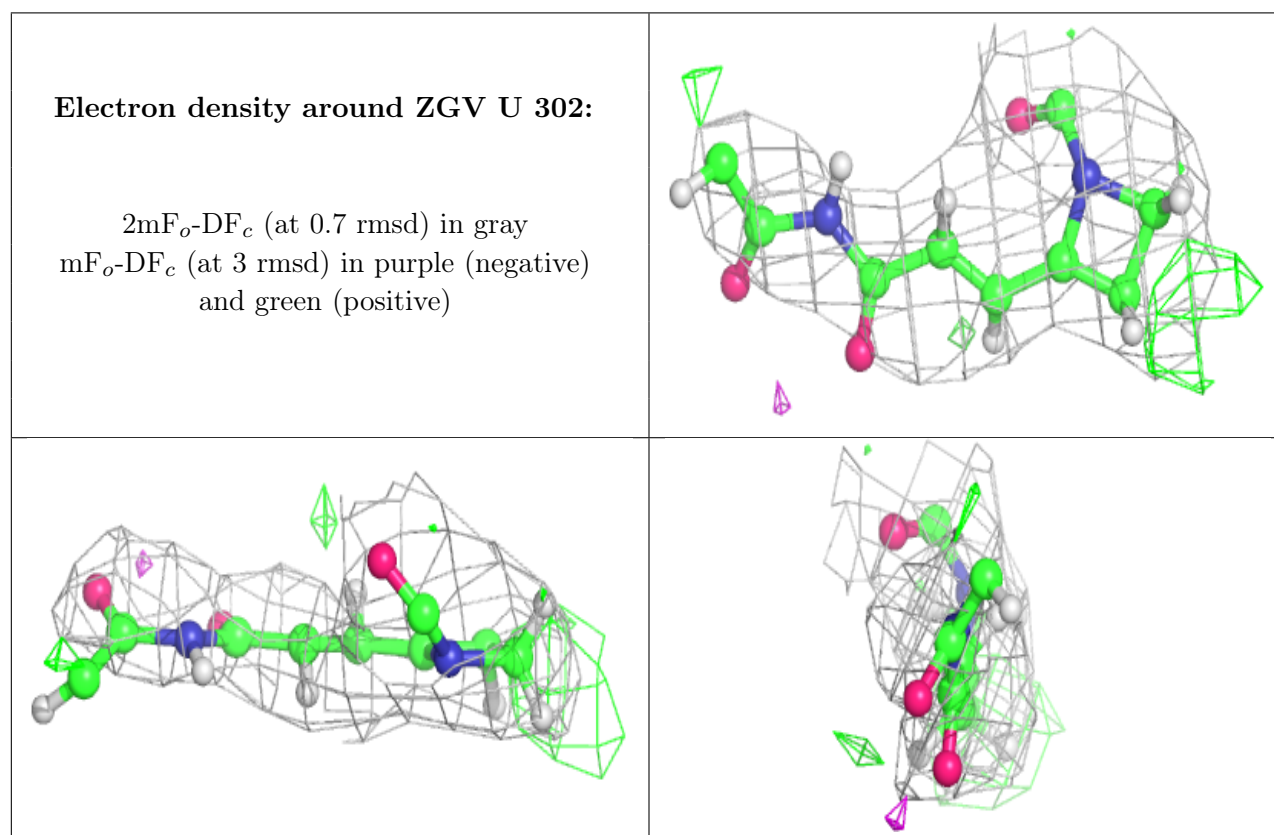 Electron density around ZGV U 302:
2mFo-DFc (at 0.7 rmsd) in gray
mFo-DFc (at 3 rmsd) in purple (negative)
and green (positive)